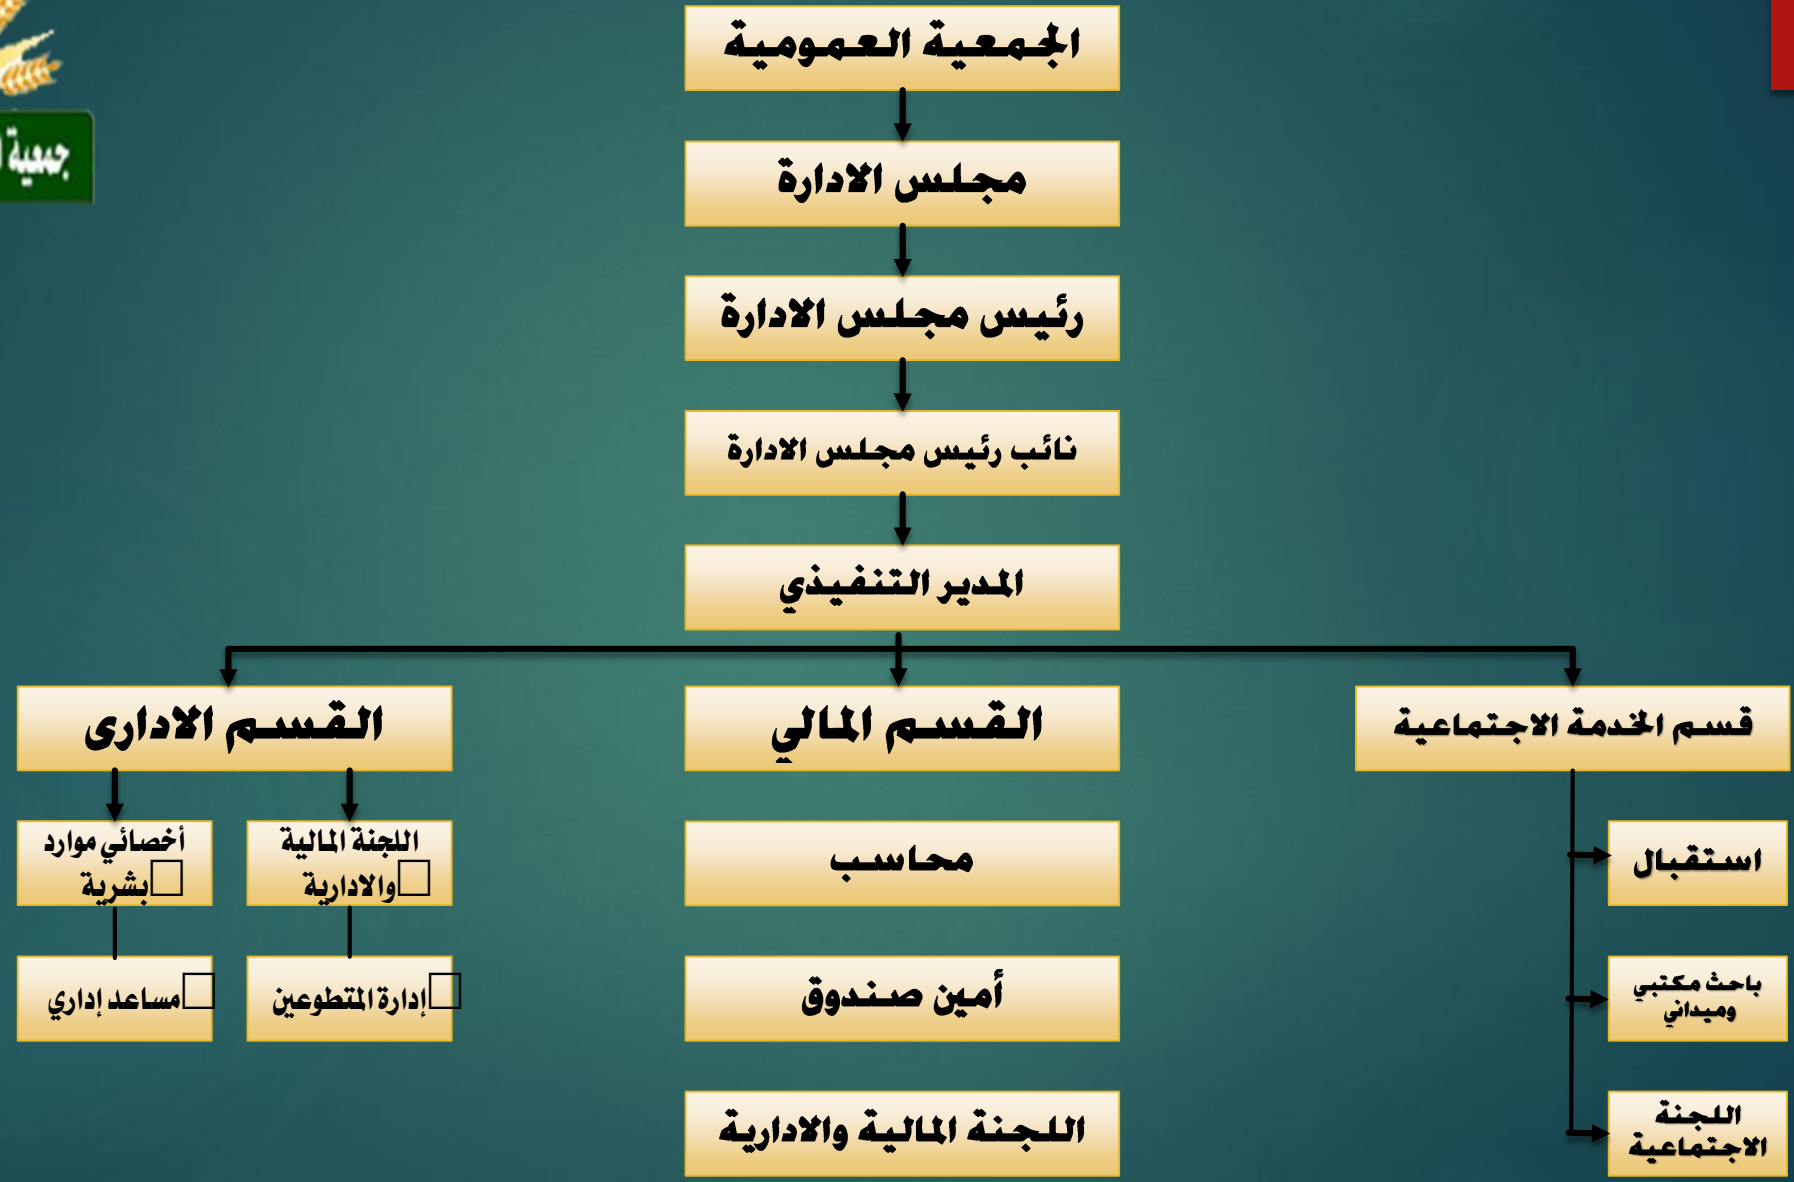 الجمعية العمومية
جمعية
مجلس الادارة
رئيس مجلس الادارة
نائب رئيس مجلس الادارة
المدير التنفيذي
قسم الخدمة الاجتماعية
القسم المالي
القسم الادارى
استقبال
باحث مكتبي
وميداني
اللجنة
الاجتماعية
محاسب
أمين صندوق
اللجنة المالية والادارية
اللجنة المالية
والادارية
إدارة المتطوعين
أخصائي موارد
بشرية
مساعد إداري